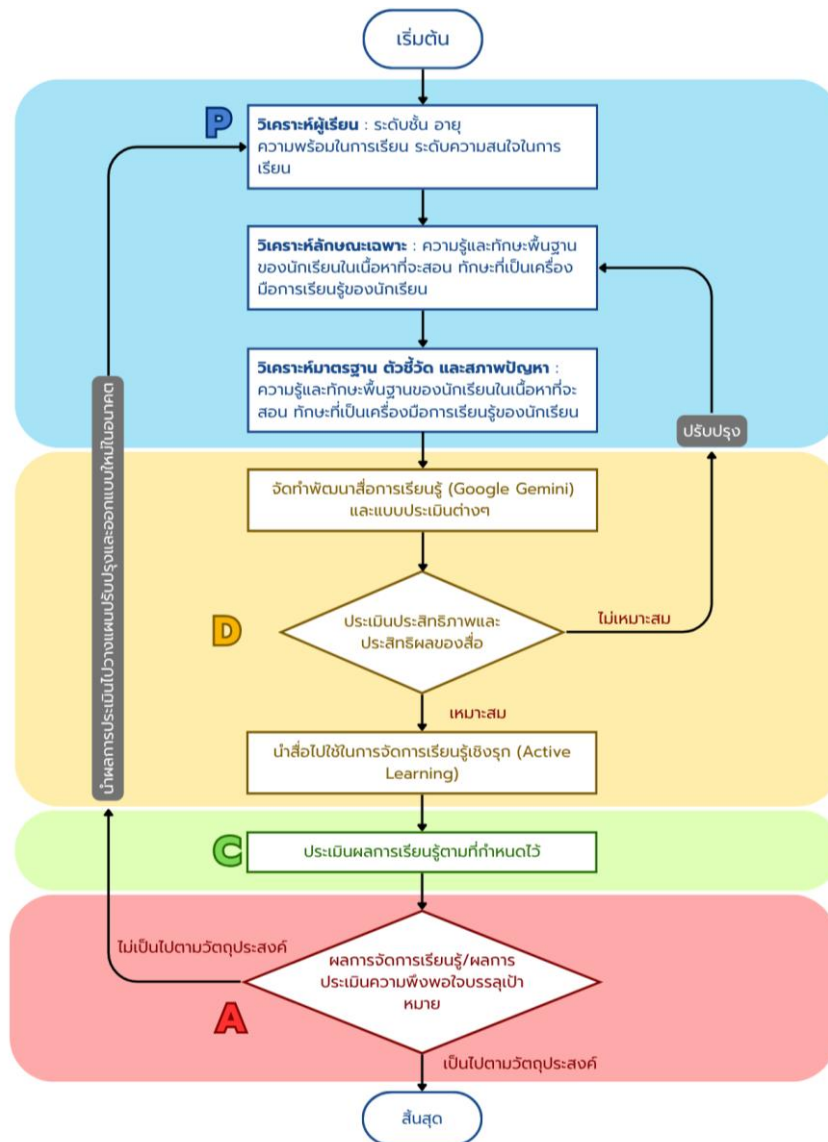 เริ่มต้น
P
วิเคราะห์ผู้เรียน : ระดับชั้น อายุ
ความพร้อมในการเรียน ระดับความสนใจในการ
เรียน
วิเคราะห์ลักษณะเฉพาะ : ความรู้และทักษะพื้นฐาน
ของนักเรียนในเนื้อหาที่จะสอน ทักษะที่เป็นเครื่อง
มือการเรียนรู้ของนักเรียน
วิเคราะห์มาตรฐาน ตัวชี้วัด และสภาพปัญหา :
ความรู้และทักษะพื้นฐานของนักเรียนในเนื้อหาที่จะ
สอน ทักษะที่เป็นเครื่องมือการเรียนรู้ของนักเรียน
ปรับปรุง
นำผลการประเมินไปวางแผนปรับปรุงและออกแบบใหม่ในอนาคต
จัดทำพัฒนาสื่อการเรียนรู้ (Google Gemini)
และแบบประเมินต่างๆ
D
ประเมินประสิทธิภาพและ
ประสิทธิผลของสื่อ
ไม่เหมาะสม
เหมาะสม
นำสื่อไปใช้ในการจัดการเรียนรู้เชิงรุก (Active
Learning)
C
ประเมินผลการเรียนรู้ตามที่กำหนดไว้
ไม่เป็นไปตามวัตถุประสงค์
ผลการจัดการเรียนรู้/ผลการ
ประเมินความพึงพอใจบรรลุเป้า
หมาย
A
เป็นไปตามวัตถุประสงค์
สิ้นสุด